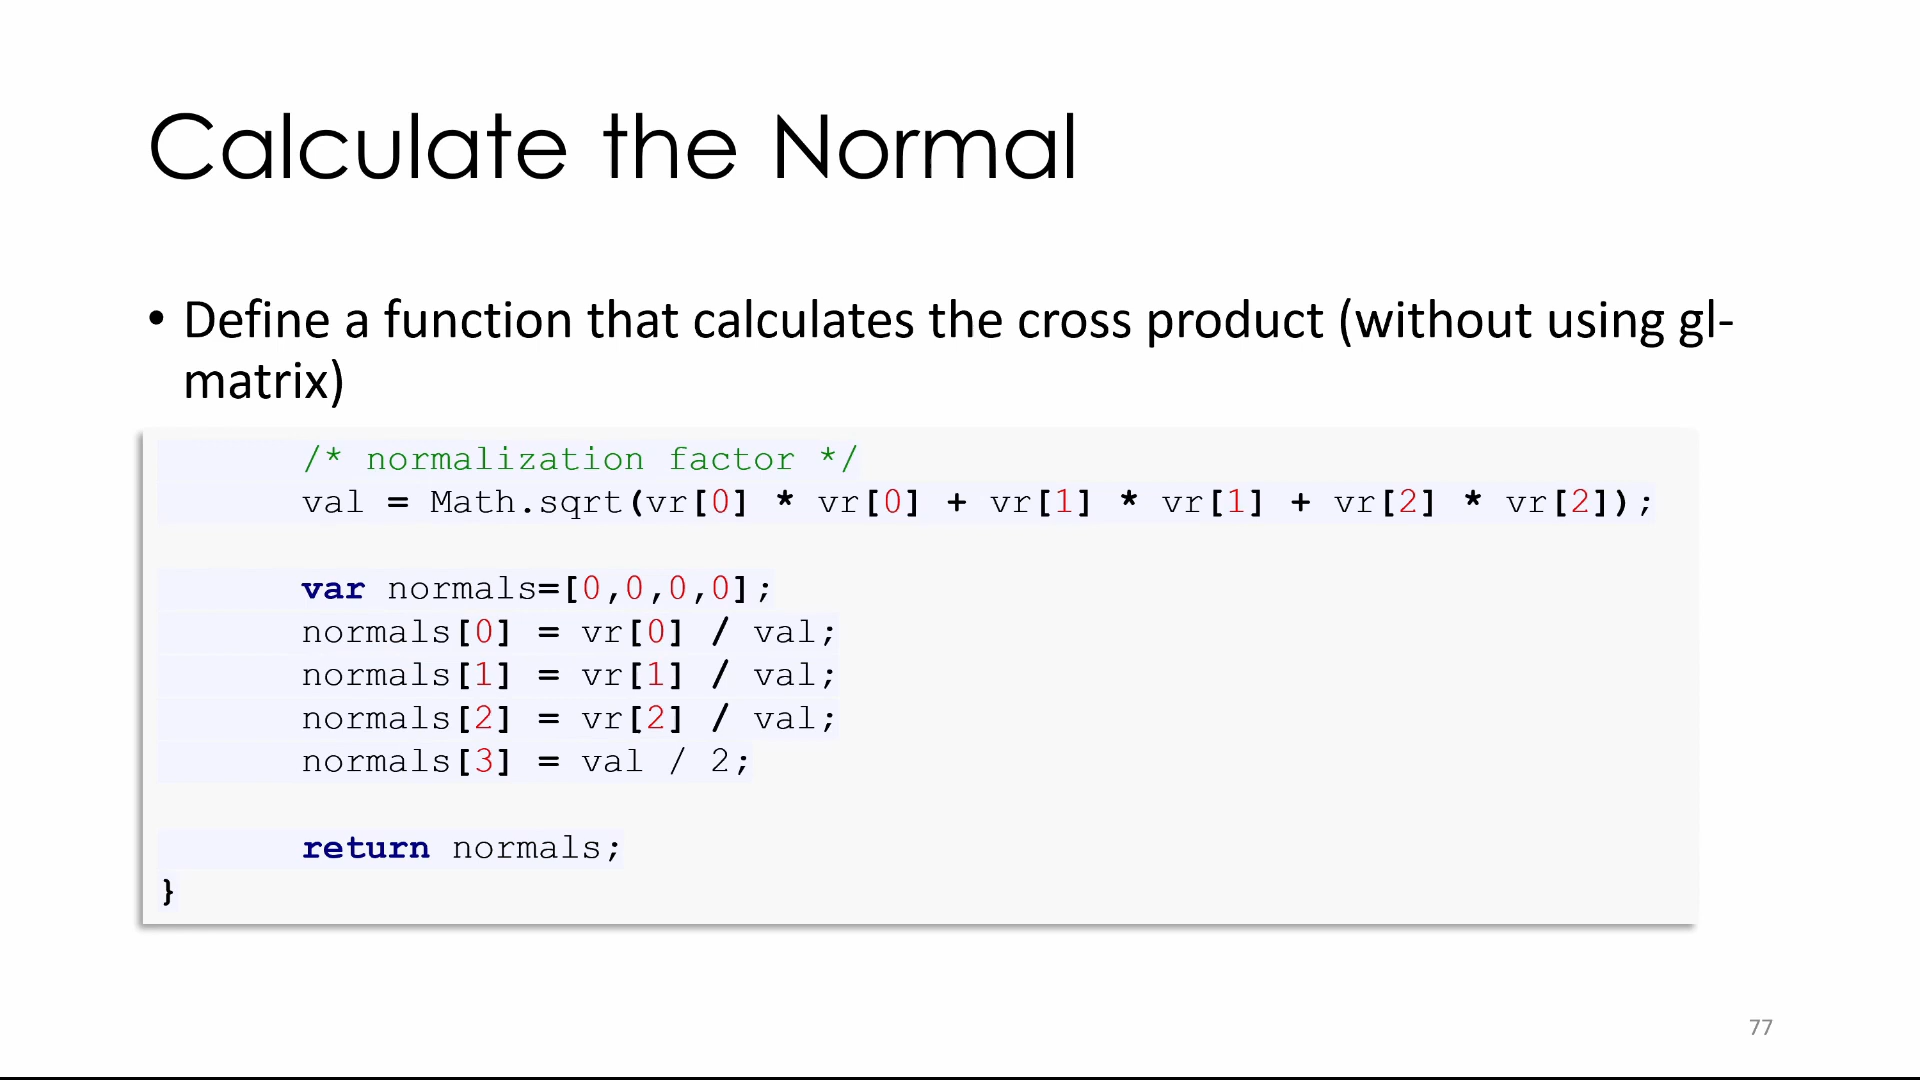 Calculate the Normal
• Define a function that calculates the cross product (without using gl-
matrix)
/* normalization factor */
val = Math.sqrt(vr[0] * vr[0] + vr[1] * vr[1] + vr[2] * vr[2]);
var normals=[0,0,0,0];
normals[0] = vr[0] / val;
normals[1] = vr[1] / val;
normals[2] = vr[2] / val;
normals[3] = val / 2;
return normals;
}
77